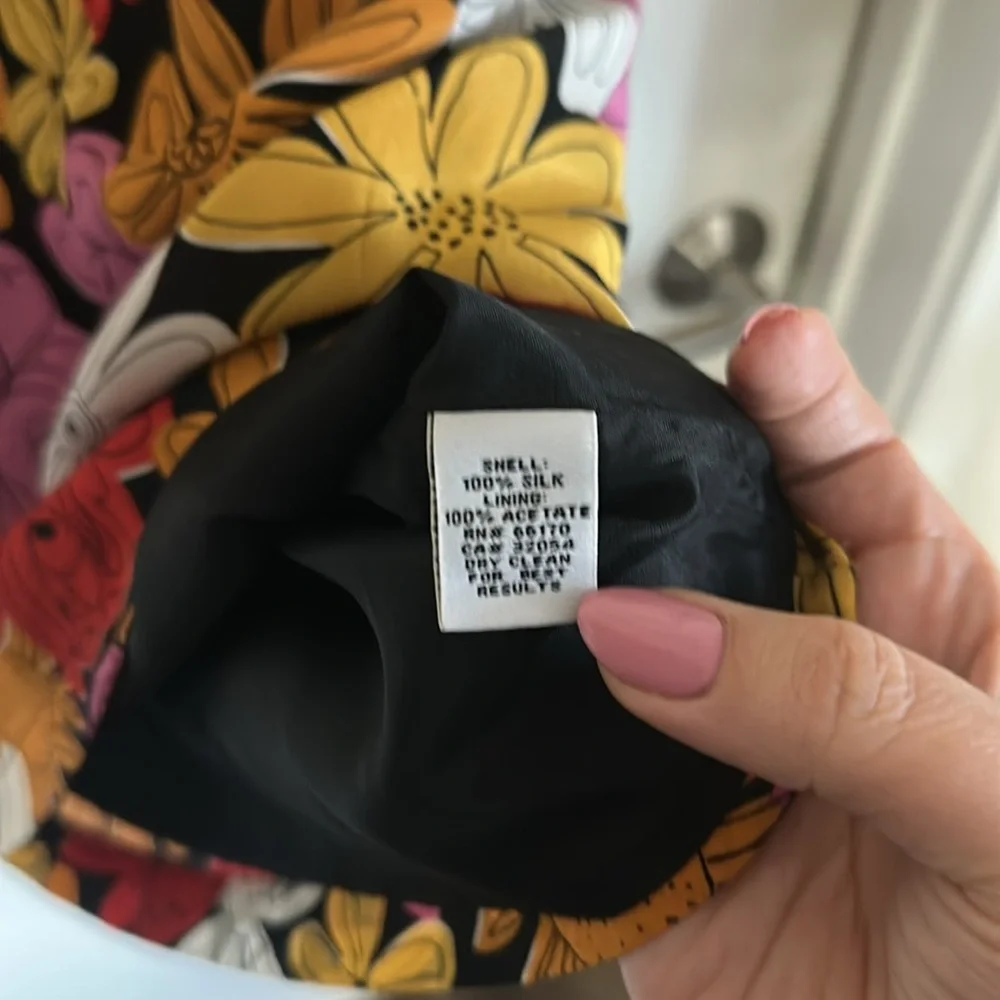 SHELL:
100% SILK
LINING:
100% ACETATE
RN# 66170
CA# 32054
DRY CLEAN
FOR BEST
RESULTS